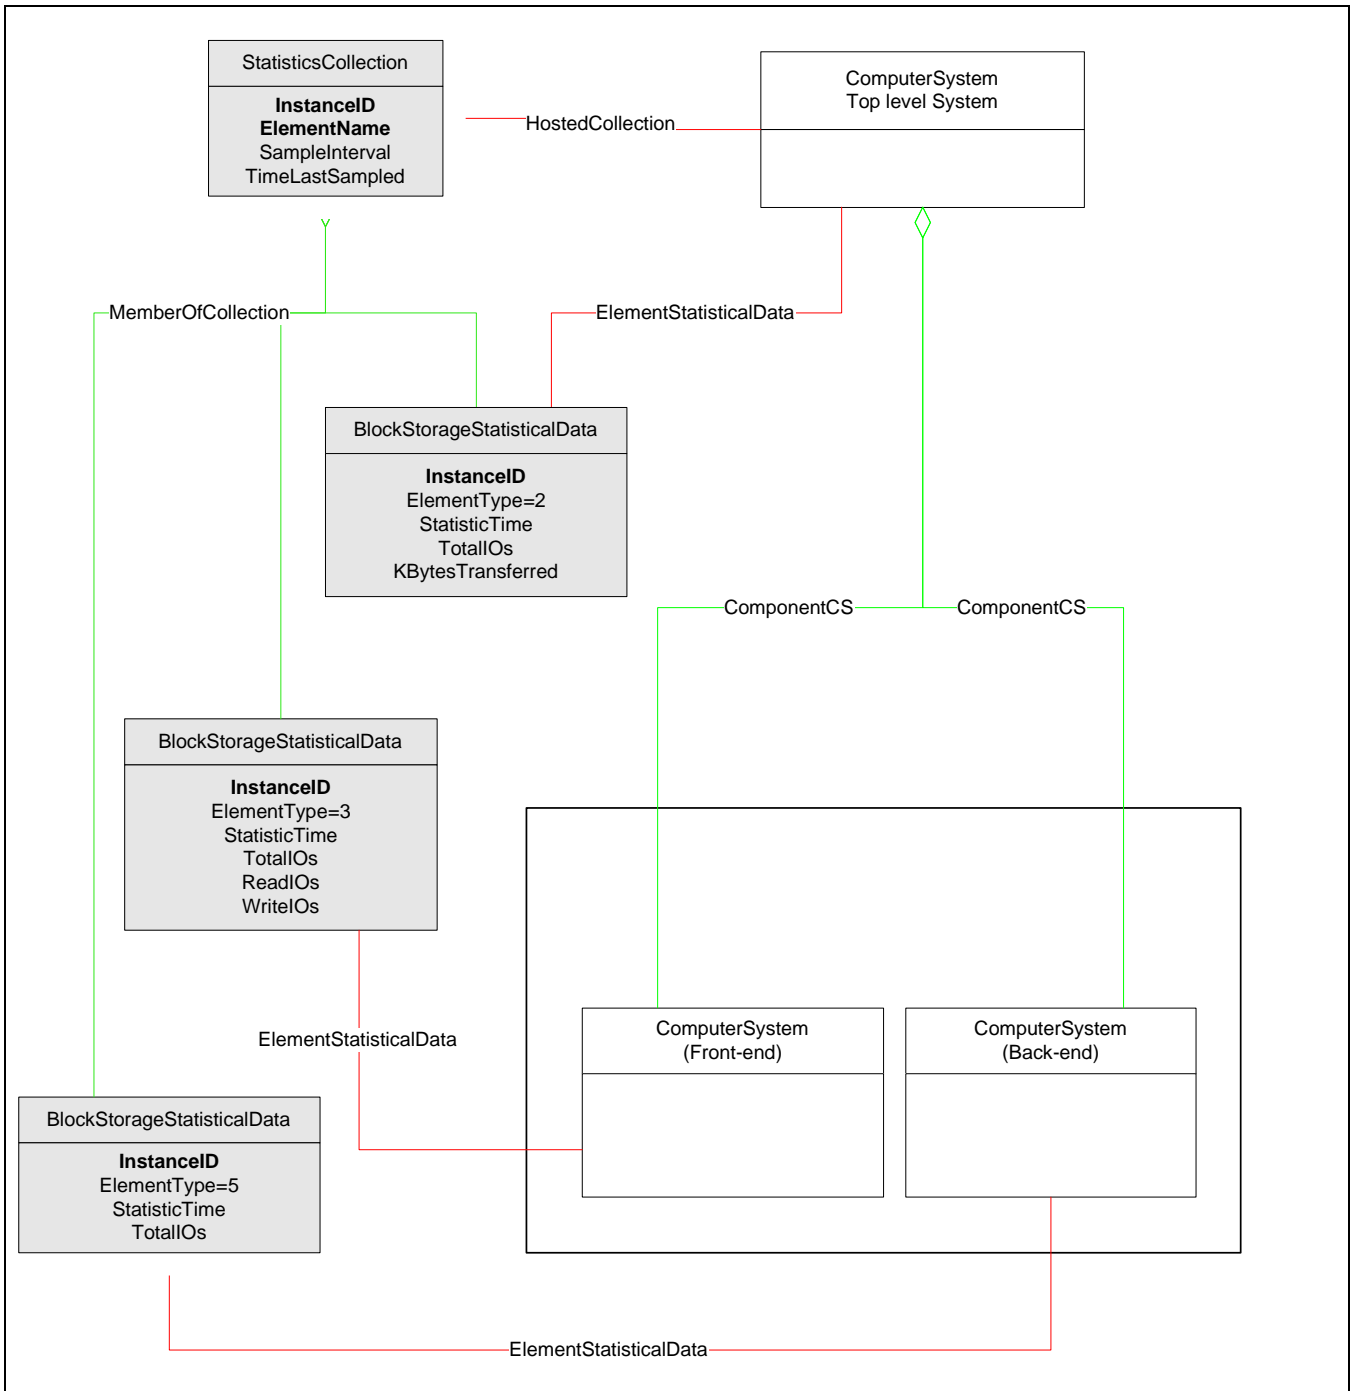 StatisticsCollection
InstanceID
ElementName
SampleInterval
TimeLastSampled
ComputerSystem
Top level System
HostedCollection
MemberOfCollection
ElementStatisticalData
BlockStorageStatisticalData
InstanceID
ElementType=2
StatisticTime
TotalIOs
KBytesTransferred
ComponentCS
ComponentCS
BlockStorageStatisticalData
InstanceID
ElementType=3
StatisticTime
TotalIOs
ReadIOs
WriteIOs
ElementStatisticalData
ComputerSystem
(Front-end)
ComputerSystem
(Back-end)
BlockStorageStatisticalData
InstanceID
ElementType=5
StatisticTime
TotalIOs
ElementStatisticalData